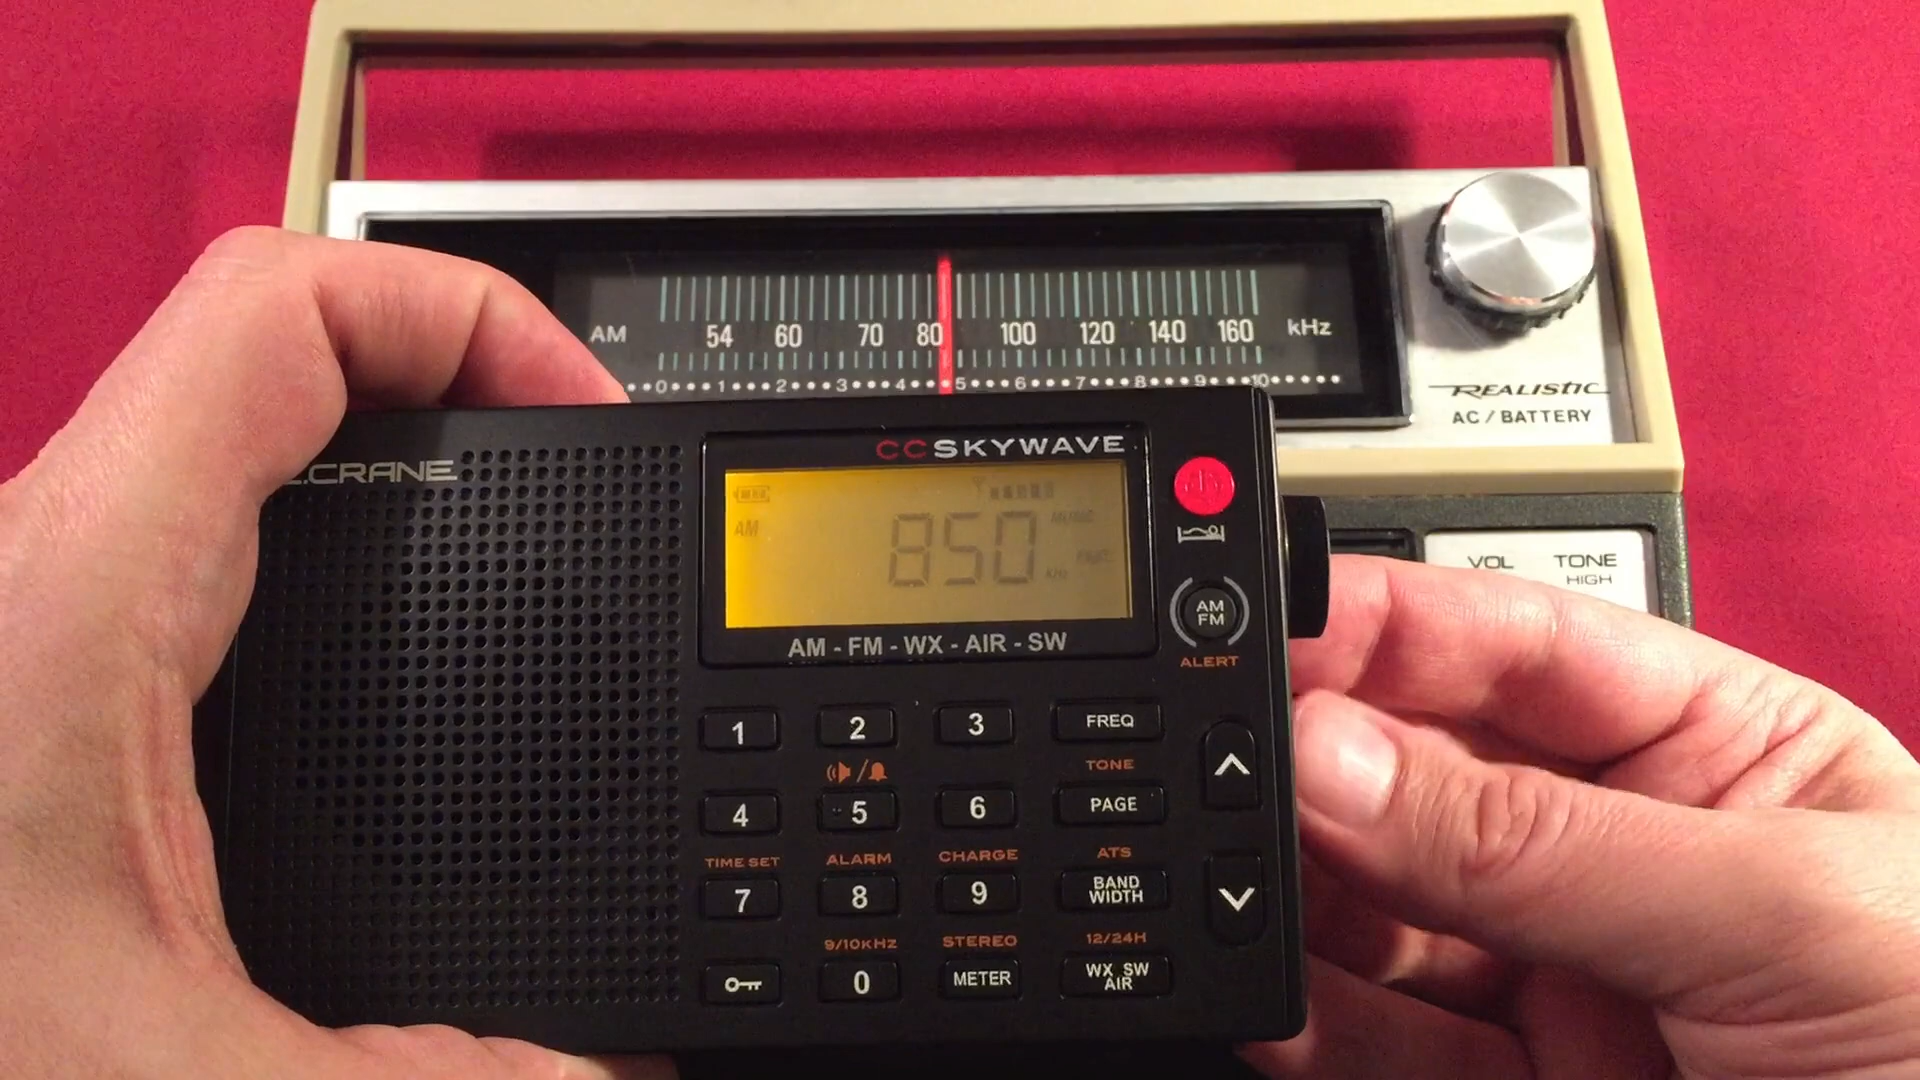 AM 54 60 70 80 100 120 140 160 kHz
0 1 2 3 4 5 6 7 8 9 10
REALISTIC
AC/BATTERY
VOL TONE
HIGH
.CRANE
CCSKYWAVE
AM
850
AM - FM - WX - AIR - SW
AM
FM
ALERT
1 2 3 FREQ
TONE
4 5 6 PAGE
TIME SET ALARM CHARGE ATS
7 8 9 BAND
WIDTH
9/10KHZ STEREO 12/24H
0 METER WX SW
AIR